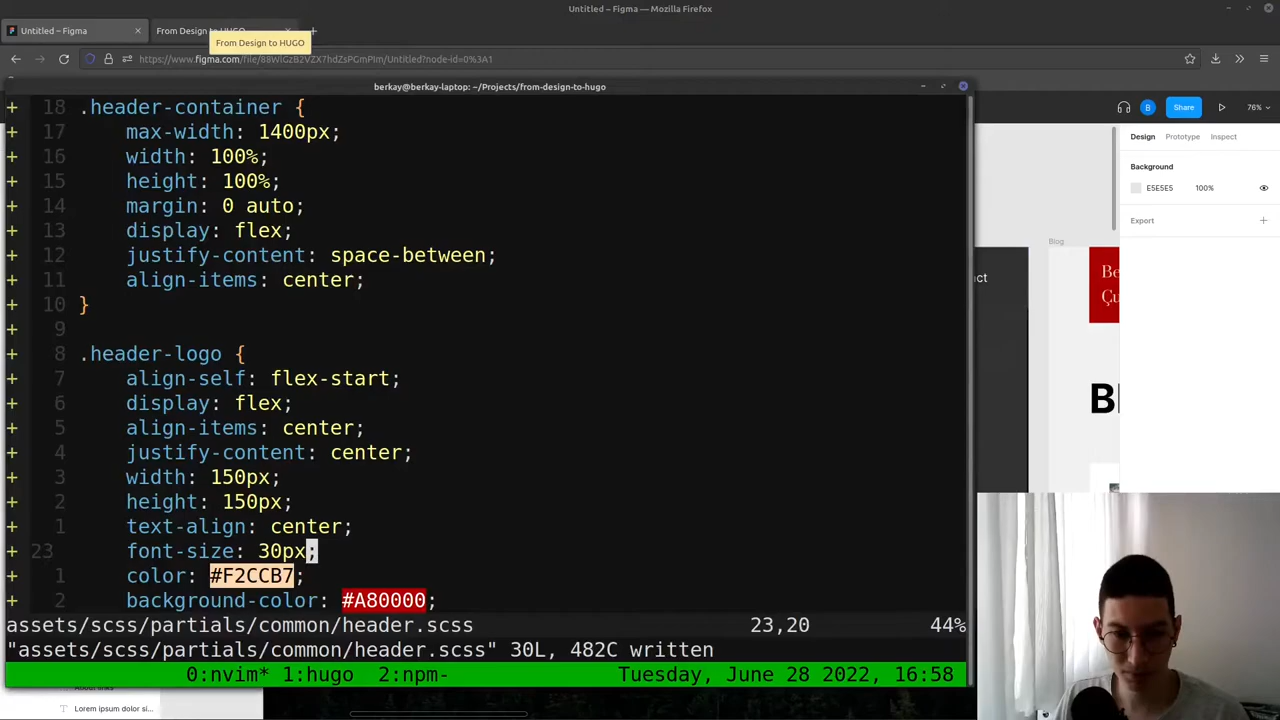 Untitled – Figma — Mozilla Firefox
Untitled – Figma
From Design to HUGO
From Design to HUGO
https://www.figma.com/file/88WiGzB2VZX7hdZsPGmPIm/Untitled?node-id=0%3A1
berkay@berkay-laptop: ~/Projects/from-design-to-hugo
B
Share
76%
Design
Prototype
Inspect
Background
E5E5E5
100%
Export
Blog
Be
Çu
B
+ 18 .header-container {
+ 17 max-width: 1400px;
+ 16 width: 100%;
+ 15 height: 100%;
+ 14 margin: 0 auto;
+ 13 display: flex;
+ 12 justify-content: space-between;
+ 11 align-items: center;
+ 10 }
+ 9
+ 8 .header-logo {
+ 7 align-self: flex-start;
+ 6 display: flex;
+ 5 align-items: center;
+ 4 justify-content: center;
+ 3 width: 150px;
+ 2 height: 150px;
+ 1 text-align: center;
+ 23 font-size: 30px;
+ 1 color: #F2CCB7;
+ 2 background-color: #A80000;
assets/scss/partials/common/header.scss 23,20 44%
"assets/scss/partials/common/header.scss" 30L, 482C written
0:nvim* 1:hugo 2:npm- Tuesday, June 28 2022, 16:58
Lorem ipsum dolor si...